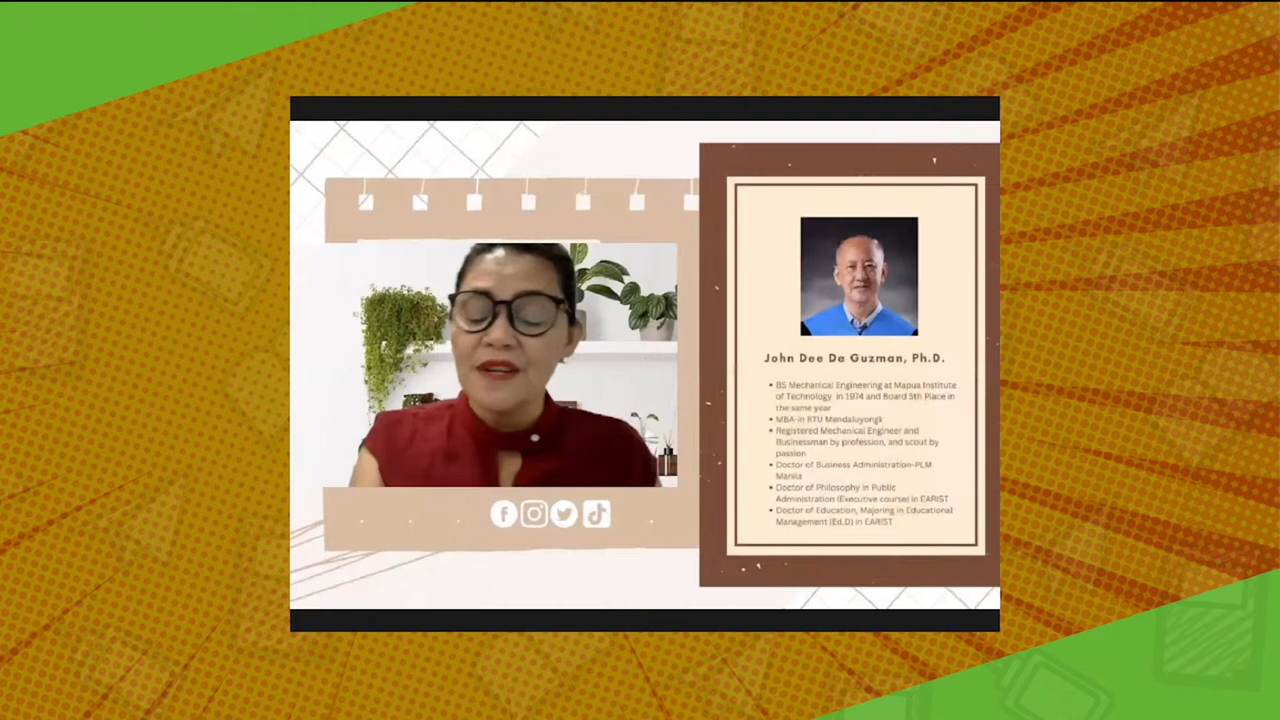 John Dee De Guzman, Ph.D.
• BS Mechanical Engineering at Mapua Institute
of Technology in 1974 and Board 5th Place in
the same year
• MBA-in RTU Mandaluyongk
• Registered Mechanical Engineer and
Businessman by profession, and scout by
passion
• Doctor of Business Administration-PLM
Manila
• Doctor of Philosophy in Public
Administration (Executive course) in EARIST
• Doctor of Education, Majoring in Educational
Management (Ed.D) in EARIST